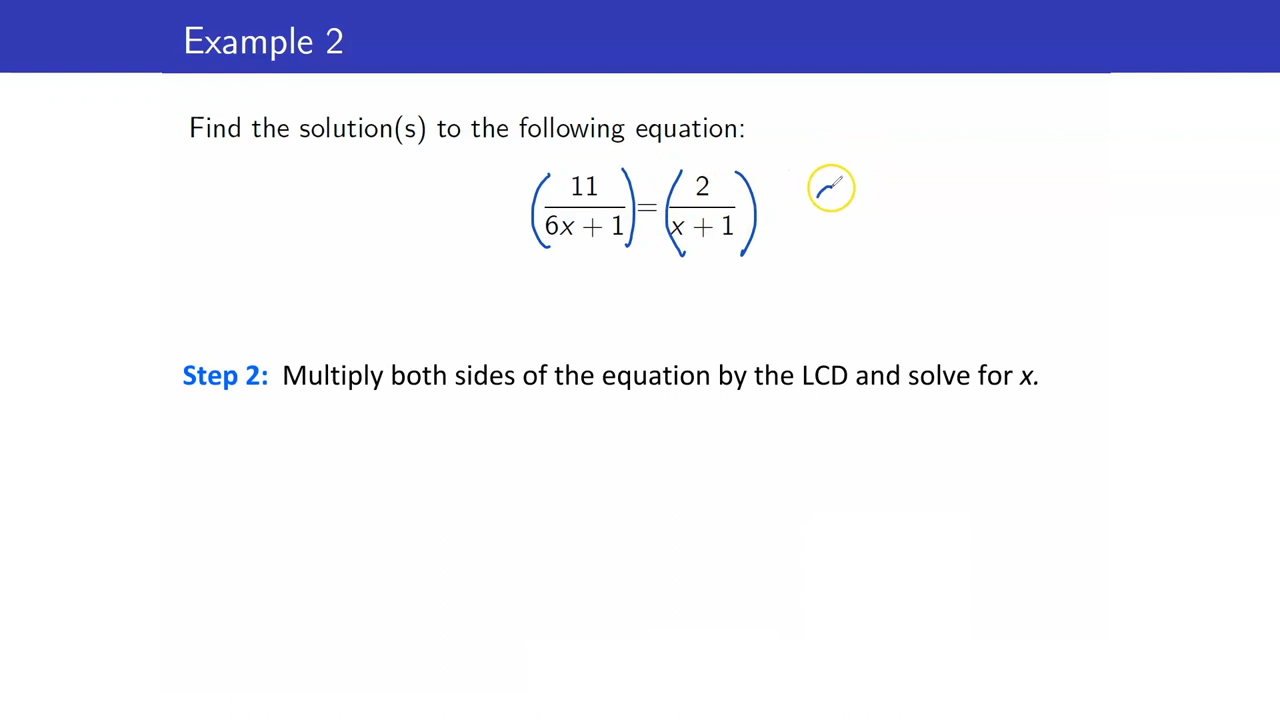 Example 2
Find the solution(s) to the following equation:
(11/(6x + 1)) = (2/(x + 1))
Step 2: Multiply both sides of the equation by the LCD and solve for x.